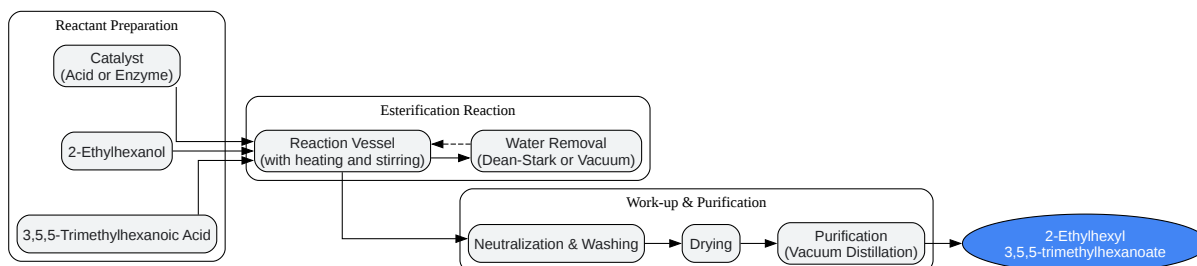 Reactant Preparation
Catalyst
(Acid or Enzyme)
2-Ethylhexanol
3,5,5-Trimethylhexanoic Acid
Esterification Reaction
Reaction Vessel
(with heating and stirring)
Water Removal
(Dean-Stark or Vacuum)
Work-up & Purification
Neutralization & Washing
Drying
Purification
(Vacuum Distillation)
2-Ethylhexyl
3,5,5-trimethylhexanoate